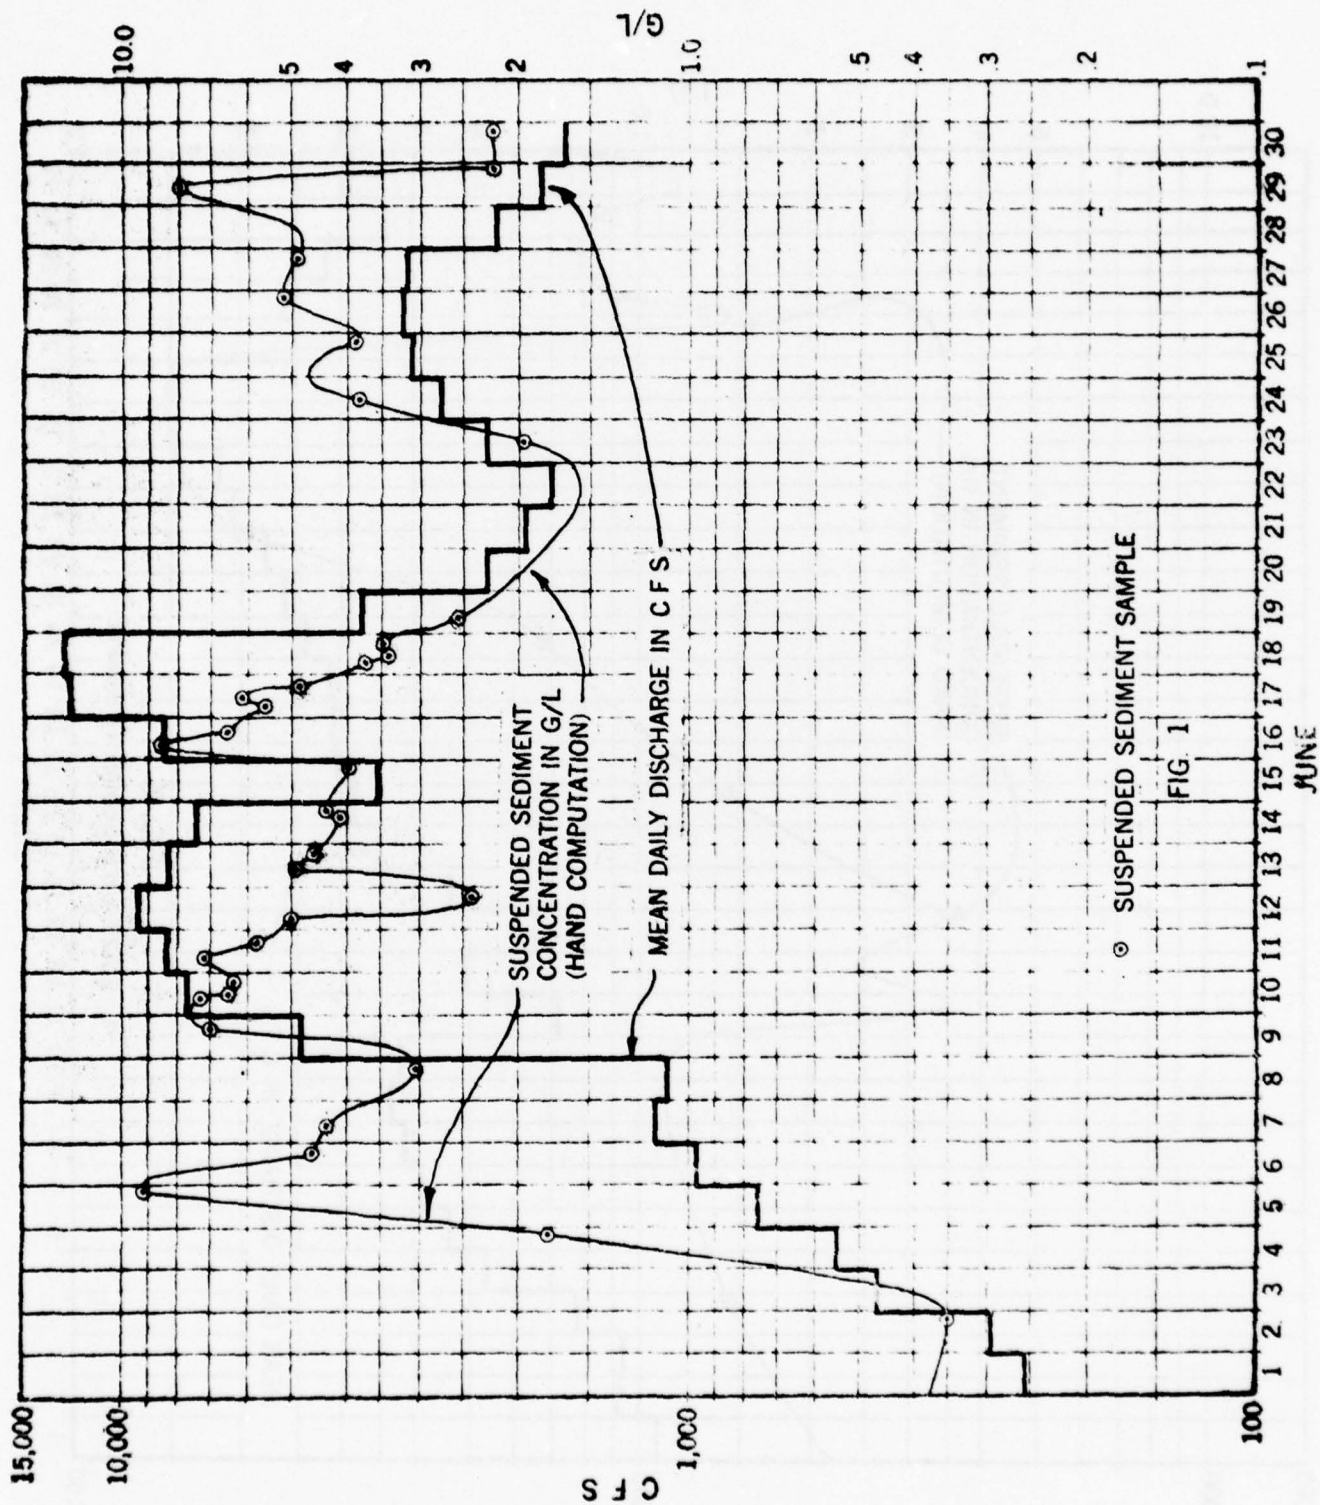 15,000
10,000
1,000
100
C F S
10.0
5
4
3
2
1.0
.5
.4
.3
.2
.1
G/L
SUSPENDED SEDIMENT
CONCENTRATION IN G/L
(HAND COMPUTATION)
MEAN DAILY DISCHARGE IN C F S
⊙ SUSPENDED SEDIMENT SAMPLE
FIG. 1
1 2 3 4 5 6 7 8 9 10 11 12 13 14 15 16 17 18 19 20 21 22 23 24 25 26 27 28 29 30
JUNE